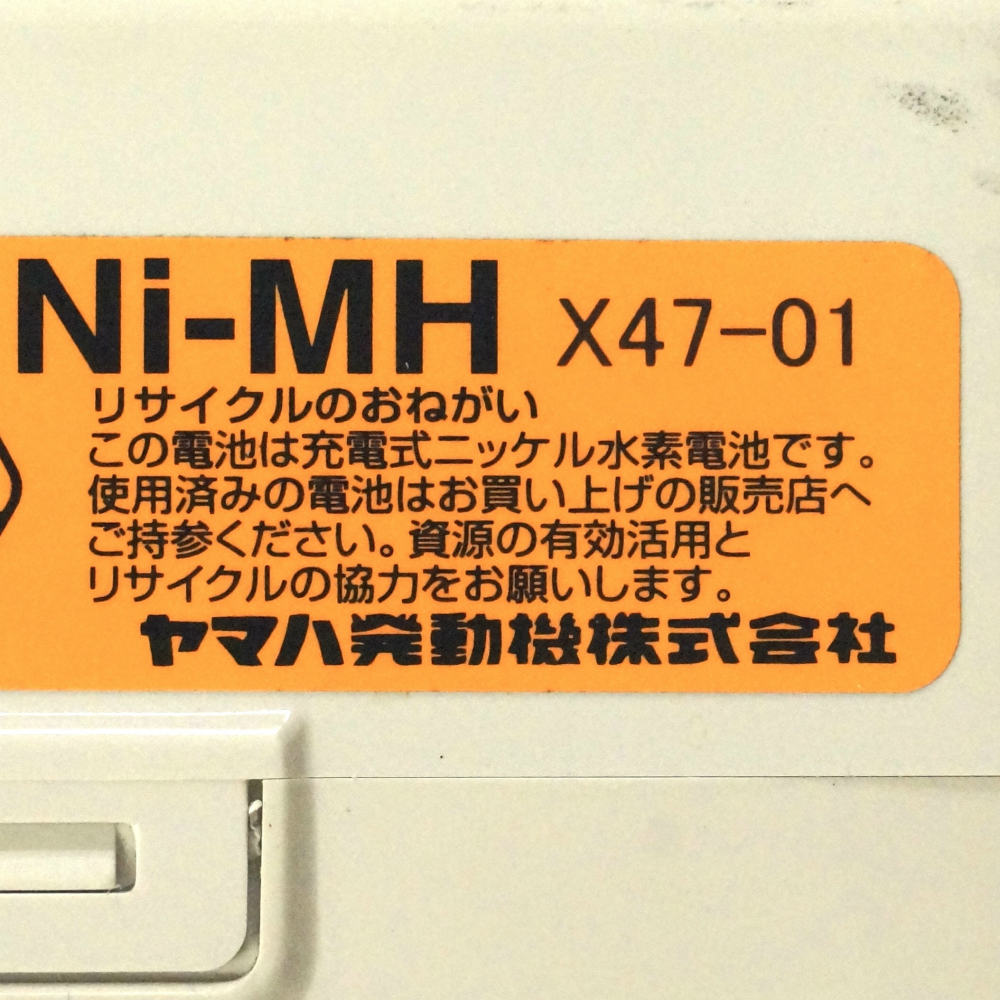 Ni-MH X47-01
リサイクルのおねがい
この電池は充電式ニッケル水素電池です。
使用済みの電池はお買い上げの販売店へ
ご持参ください。資源の有効活用と
リサイクルの協力をお願いします。
ヤマハ発動機株式会社